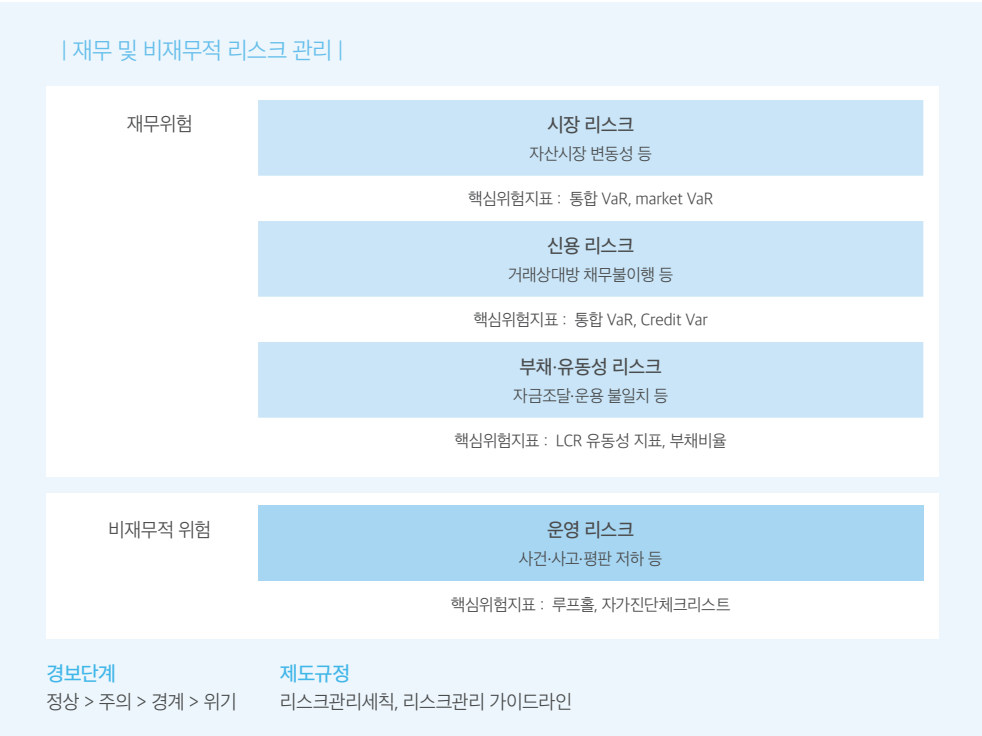 | 재무 및 비재무적 리스크 관리 |
재무위험
시장 리스크
자산시장 변동성 등
핵심위험지표 : 통합 VaR, market VaR
신용 리스크
거래상대방 채무불이행 등
핵심위험지표 : 통합 VaR, Credit Var
부채·유동성 리스크
자금조달·운용 불일치 등
핵심위험지표 : LCR 유동성 지표, 부채비율
비재무적 위험
운영 리스크
사건·사고·평판 저하 등
핵심위험지표 : 루프홀, 자가진단체크리스트
경보단계
정상 > 주의 > 경계 > 위기
제도규정
리스크관리세칙, 리스크관리 가이드라인